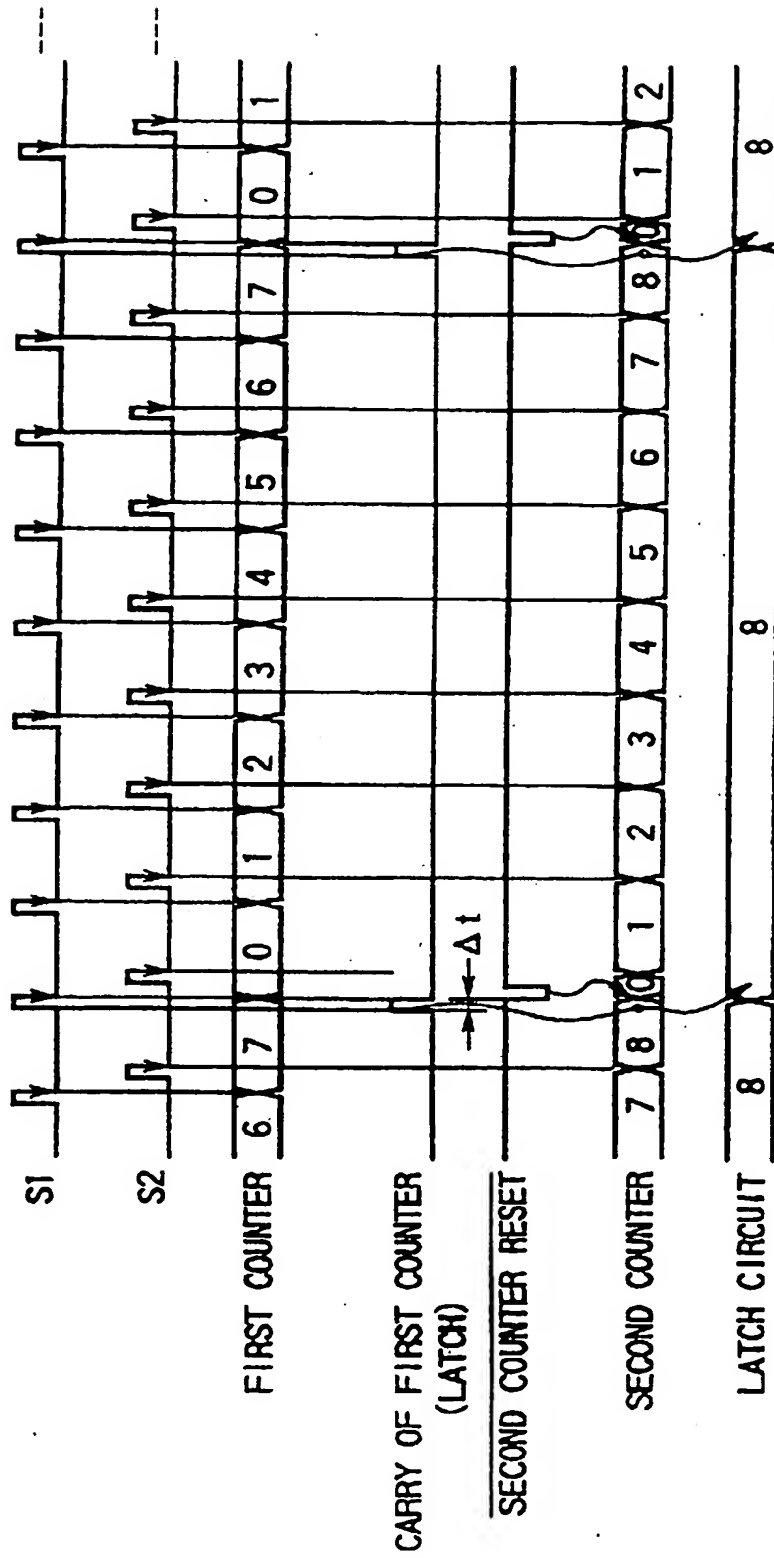 S1
S2
FIRST COUNTER 6 7 0 1 2 3 4 5 6 7 0 1
CARRY OF FIRST COUNTER
(LATCH)
Δt
SECOND COUNTER RESET
SECOND COUNTER 7 8 0 1 2 3 4 5 6 7 8 0 1 2
LATCH CIRCUIT 8 8 8